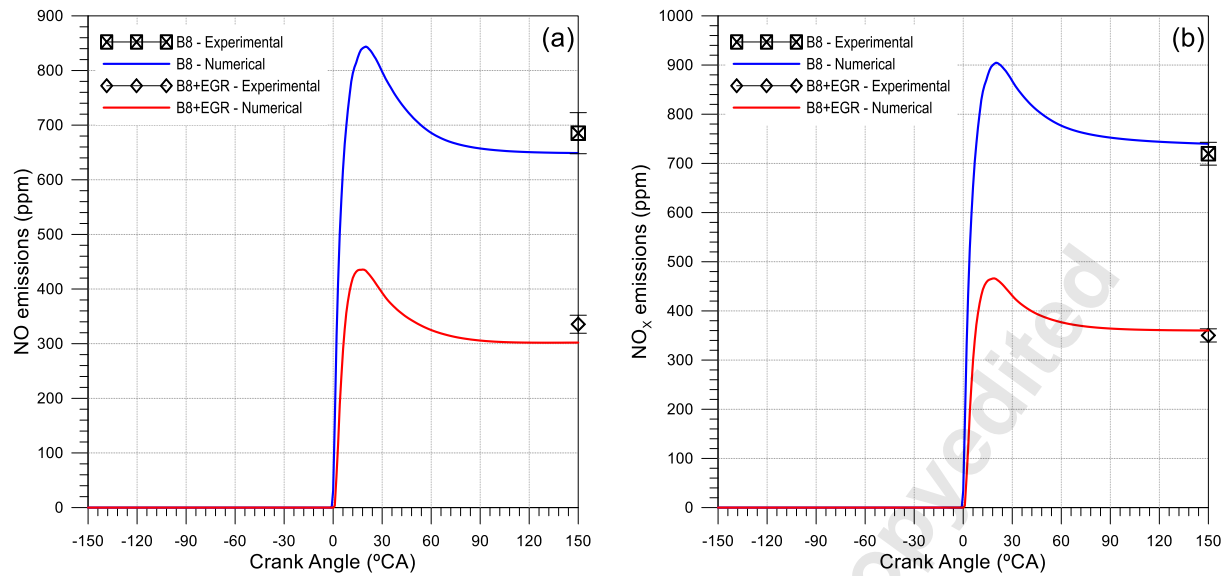 (a)
B8 - Experimental
B8 - Numerical
B8+EGR - Experimental
B8+EGR - Numerical
NO emissions (ppm)
900
800
700
600
500
400
300
200
100
0
-150 -120 -90 -60 -30 0 30 60 90 120 150
Crank Angle (ºCA)
(b)
B8 - Experimental
B8 - Numerical
B8+EGR - Experimental
B8+EGR - Numerical
NOX emissions (ppm)
1000
900
800
700
600
500
400
300
200
100
0
-150 -120 -90 -60 -30 0 30 60 90 120 150
Crank Angle (ºCA)
opyedited